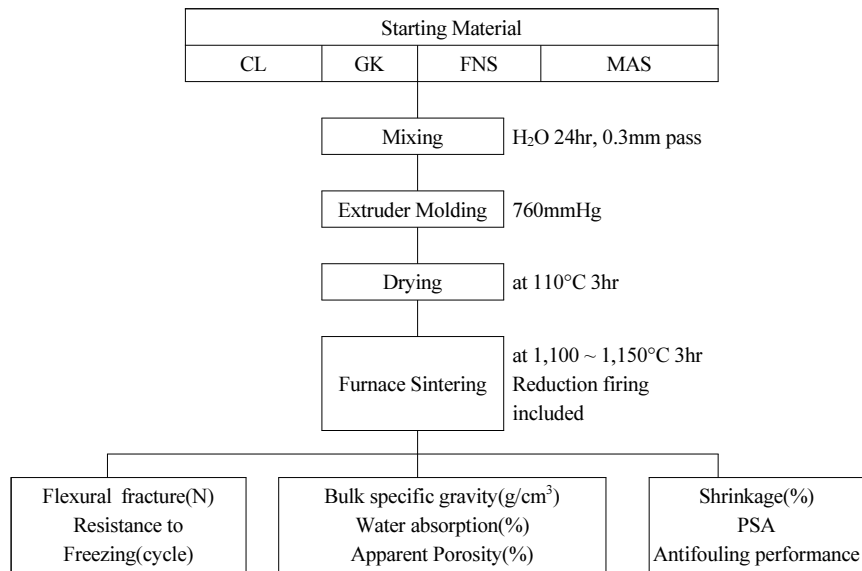 Starting Material
CL GK FNS MAS
Mixing H₂O 24hr, 0.3mm pass
Extruder Molding 760mmHg
Drying at 110°C 3hr
at 1,100 ~ 1,150°C 3hr
Furnace Sintering Reduction firing
included
Flexural fracture(N)
Resistance to
Freezing(cycle)
Bulk specific gravity(g/cm³)
Water absorption(%)
Apparent Porosity(%)
Shrinkage(%)
PSA
Antifouling performance